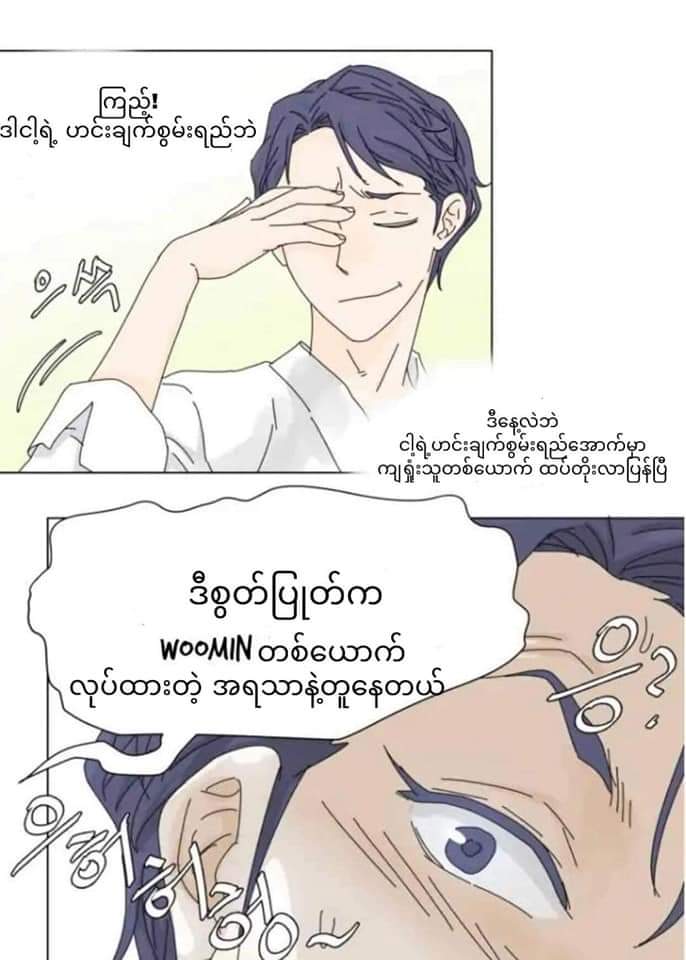 ကြည့်!
ဒါငါ့ရဲ့ ဟင်းချက်စွမ်းရည်ဘဲ
으쓱
ဒီနေ့လဲဘဲ
ငါ့ရဲ့ဟင်းချက်စွမ်းရည်အောက်မှာ
ကျရှုံးသူတစ်ယောက် ထပ်တိုးလာပြန်ပြီ
ဒီစွတ်ပြုတ်က
WOOMIN တစ်ယောက်
လုပ်ထားတဲ့ အရသာနဲ့တူနေတယ်
응?